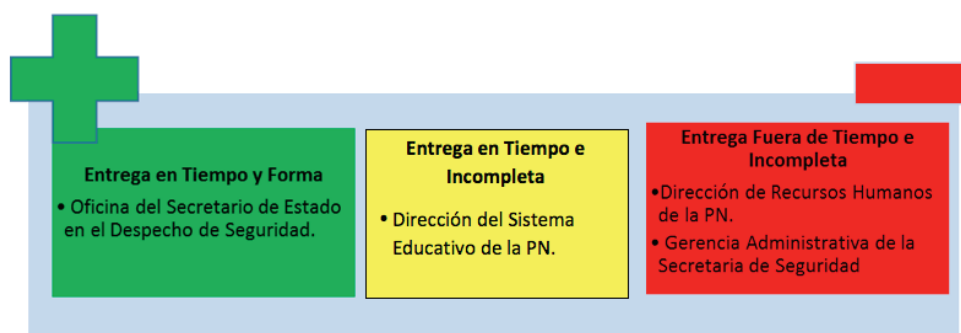 Entrega en Tiempo y Forma
• Oficina del Secretario de Estado
en el Despecho de Seguridad.
Entrega en Tiempo e
Incompleta
• Dirección del Sistema
Educativo de la PN.
Entrega Fuera de Tiempo e
Incompleta
•Dirección de Recursos Humanos
de la PN.
• Gerencia Administrativa de la
Secretaria de Seguridad